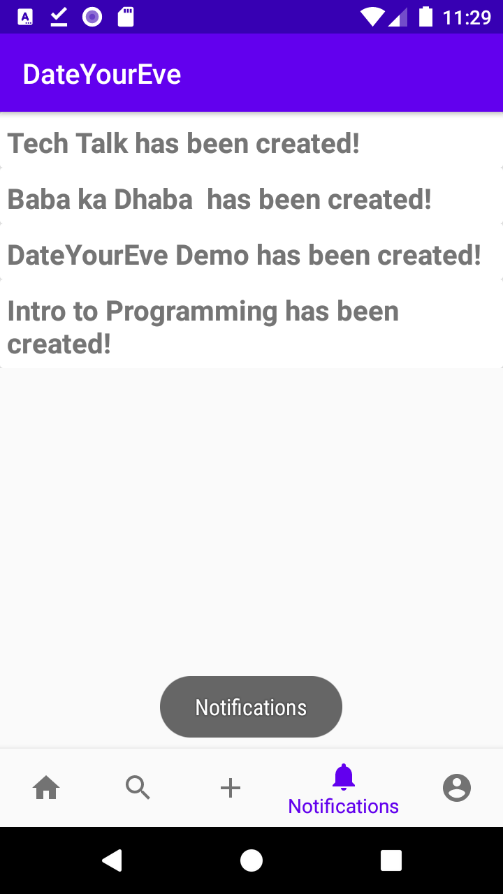 11:29
DateYourEve
Tech Talk has been created!
Baba ka Dhaba  has been created!
DateYourEve Demo has been created!
Intro to Programming has been
created!
Notifications
Notifications